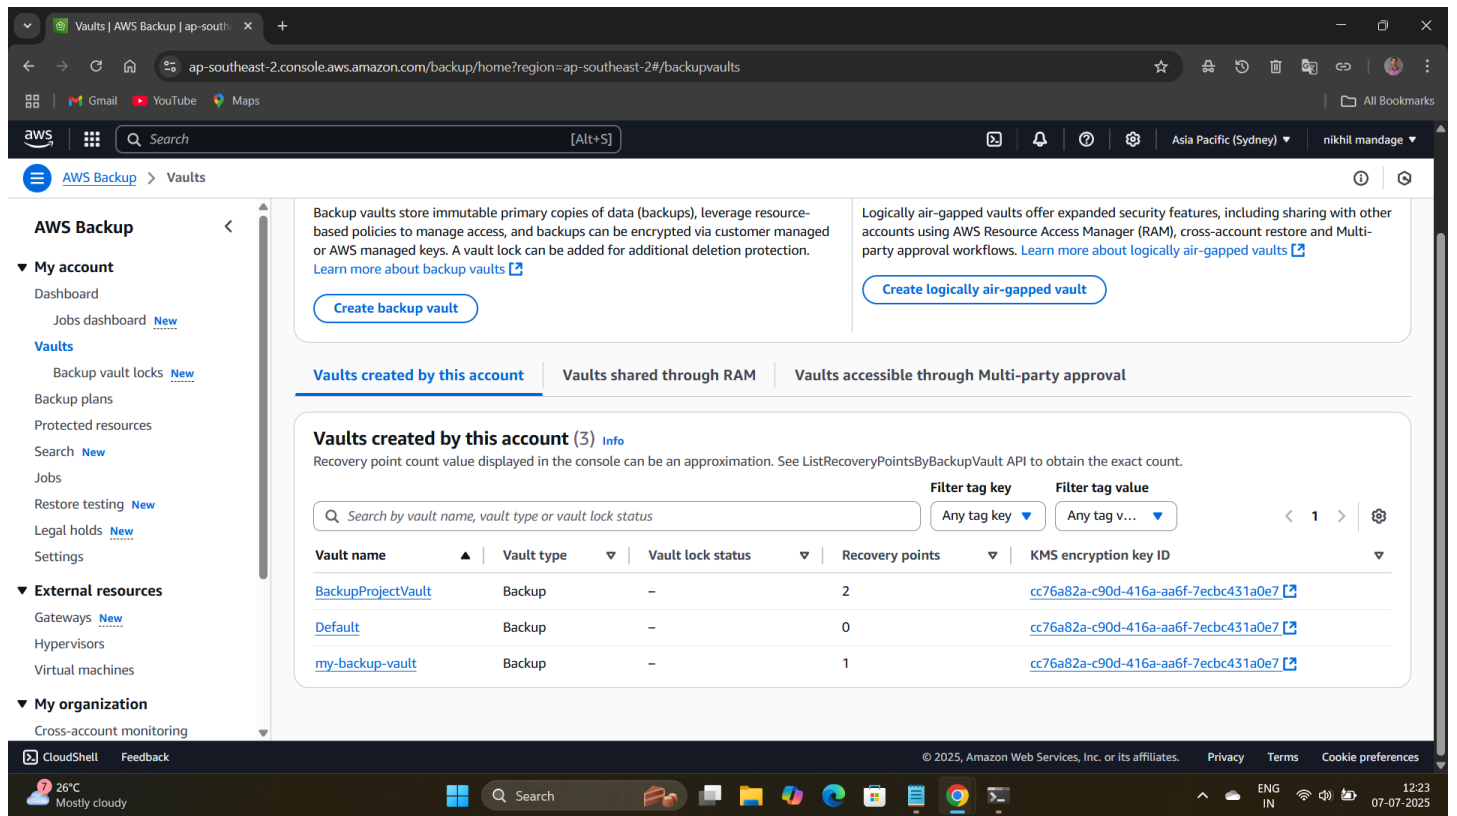 Vaults | AWS Backup | ap-south
ap-southeast-2.console.aws.amazon.com/backup/home?region=ap-southeast-2#/backupvaults
Gmail
YouTube
Maps
All Bookmarks
aws
Search
[Alt+S]
Asia Pacific (Sydney)
nikhil mandage
AWS Backup
Vaults
AWS Backup
My account
Dashboard
Jobs dashboard New
Vaults
Backup vault locks New
Backup plans
Protected resources
Search New
Jobs
Restore testing New
Legal holds New
Settings
External resources
Gateways New
Hypervisors
Virtual machines
My organization
Cross-account monitoring
Backup vaults store immutable primary copies of data (backups), leverage resource-
based policies to manage access, and backups can be encrypted via customer managed
or AWS managed keys. A vault lock can be added for additional deletion protection.
Learn more about backup vaults
Create backup vault
Logically air-gapped vaults offer expanded security features, including sharing with other
accounts using AWS Resource Access Manager (RAM), cross-account restore and Multi-
party approval workflows. Learn more about logically air-gapped vaults
Create logically air-gapped vault
Vaults created by this account
Vaults shared through RAM
Vaults accessible through Multi-party approval
Vaults created by this account (3) Info
Recovery point count value displayed in the console can be an approximation. See ListRecoveryPointsByBackupVault API to obtain the exact count.
Filter tag key
Filter tag value
Search by vault name, vault type or vault lock status
Any tag key
Any tag v...
1
Vault name
Vault type
Vault lock status
Recovery points
KMS encryption key ID
BackupProjectVault Backup – 2 cc76a82a-c90d-416a-aa6f-7ecbc431a0e7
Default Backup – 0 cc76a82a-c90d-416a-aa6f-7ecbc431a0e7
my-backup-vault Backup – 1 cc76a82a-c90d-416a-aa6f-7ecbc431a0e7
CloudShell
Feedback
© 2025, Amazon Web Services, Inc. or its affiliates.
Privacy
Terms
Cookie preferences
7
26°C
Mostly cloudy
Search
ENG
IN
12:23
07-07-2025